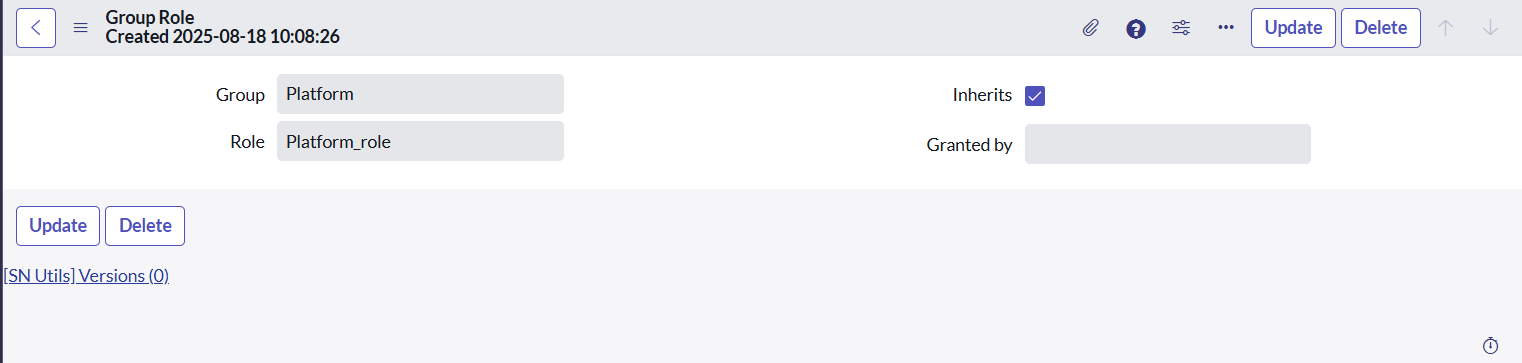 Group Role
Created 2025-08-18 10:08:26
Update Delete
Group Platform
Inherits
Role Platform_role
Granted by
Update Delete
[SN Utils] Versions (0)